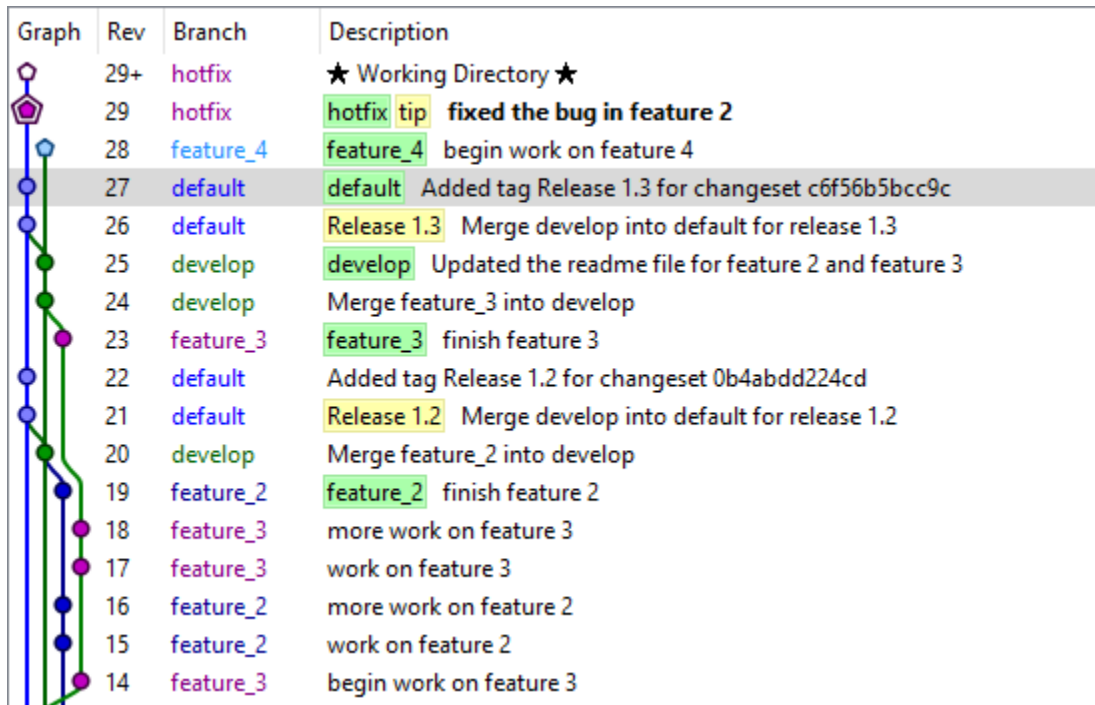 Graph Rev Branch Description
29+ hotfix ★ Working Directory ★
29 hotfix hotfix tip fixed the bug in feature 2
28 feature_4 feature_4 begin work on feature 4
27 default default Added tag Release 1.3 for changeset c6f56b5bcc9c
26 default Release 1.3 Merge develop into default for release 1.3
25 develop develop Updated the readme file for feature 2 and feature 3
24 develop Merge feature_3 into develop
23 feature_3 feature_3 finish feature 3
22 default Added tag Release 1.2 for changeset 0b4abdd224cd
21 default Release 1.2 Merge develop into default for release 1.2
20 develop Merge feature_2 into develop
19 feature_2 feature_2 finish feature 2
18 feature_3 more work on feature 3
17 feature_3 work on feature 3
16 feature_2 more work on feature 2
15 feature_2 work on feature 2
14 feature_3 begin work on feature 3